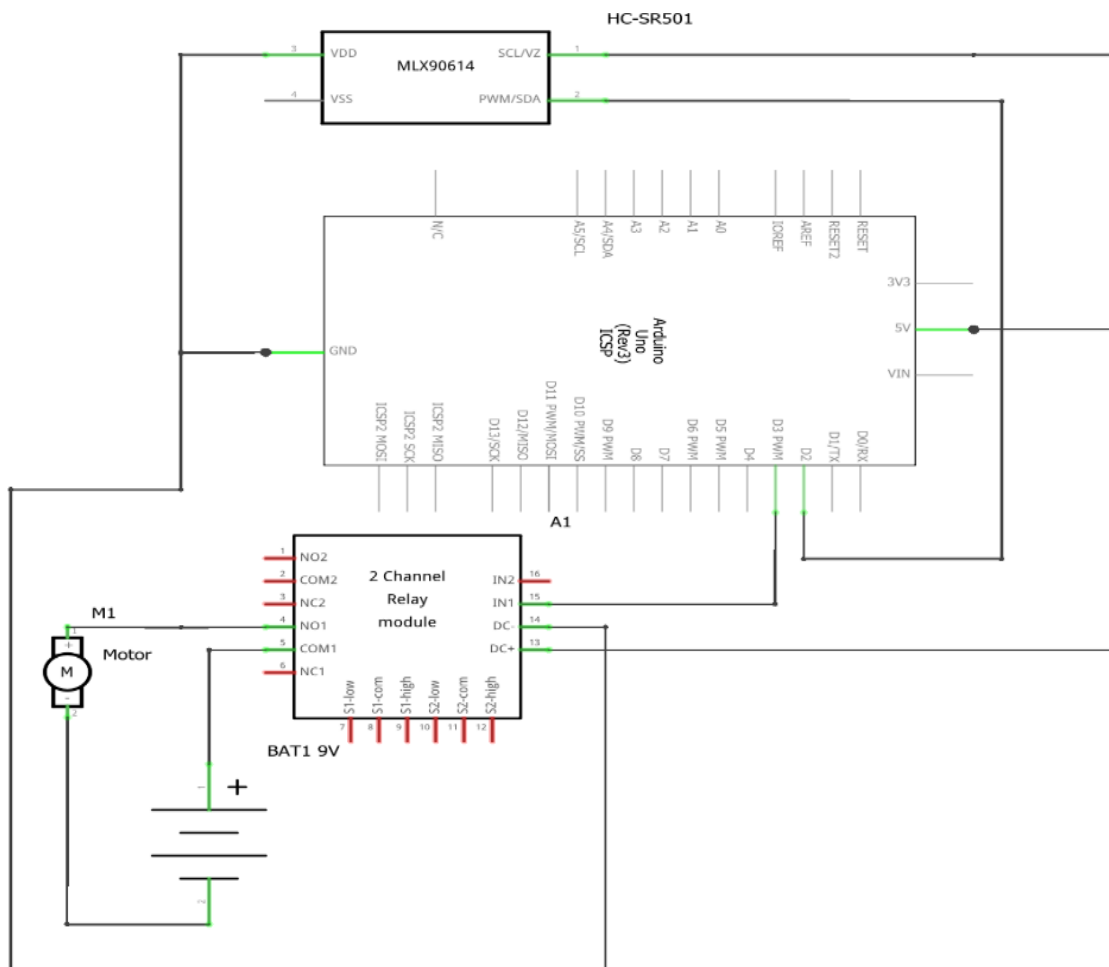 HC-SR501
3 VDD
SCL/VZ 1
MLX90614
4 VSS
PWM/SDA 2
N/C
A5/SCL
A4/SDA
A3
A2
A1
A0
IOREF
AREF
RESET2
RESET
3V3
5V
VIN
GND
Arduino
Uno
(Rev3)
ICSP
ICSP2 MOSI
ICSP2 SCK
ICSP2 MISO
D13/SCK
D12/MISO
D11 PWM/MOSI
D10 PWM/SS
D9 PWM
D8
D7
D6 PWM
D5 PWM
D4
D3 PWM
D2
D1/TX
D0/RX
A1
1 NO2
2 COM2
3 NC2
4 NO1
5 COM1
6 NC1
2 Channel
Relay
module
IN2 16
IN1 15
DC- 14
DC+ 13
low-1S
S1-com
high-1S
low-2S
S2-com
S2-high
7
8
9
10
11
12
M1
Motor
1
+
M
-
2
BAT1 9V
1
+
2